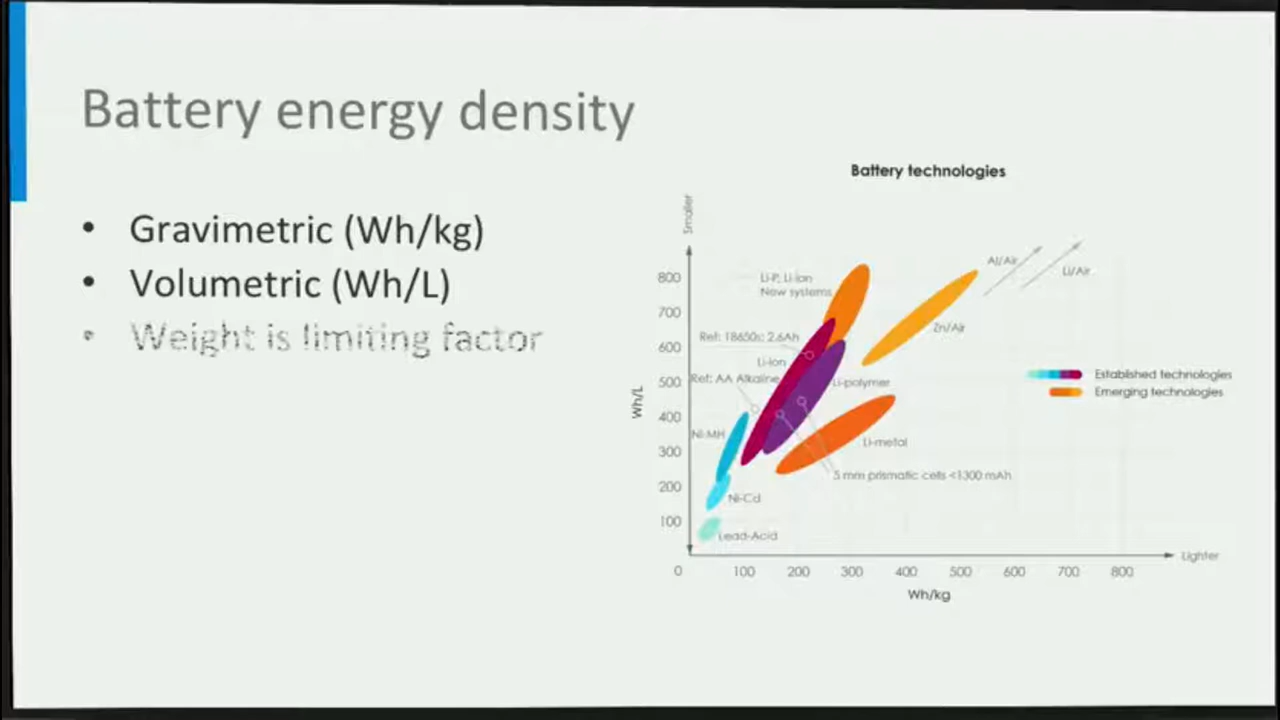 Battery energy density
• Gravimetric (Wh/kg)
• Volumetric (Wh/L)
• Weight is limiting factor
Battery technologies
Smaller
Wh/L
800
700
600
500
400
300
200
100
0
100 200 300 400 500 600 700 800
Wh/kg
Lighter
Li-P, Li-ion
New systems
Al/Air
Li/Air
Zn/Air
Ref: 18650s: 2.6Ah
Li-ion
Ref: AA Alkaline
Li-polymer
Ni-MH
Li-metal
5 mm prismatic cells <1300 mAh
Ni-Cd
Lead-Acid
Established technologies
Emerging technologies